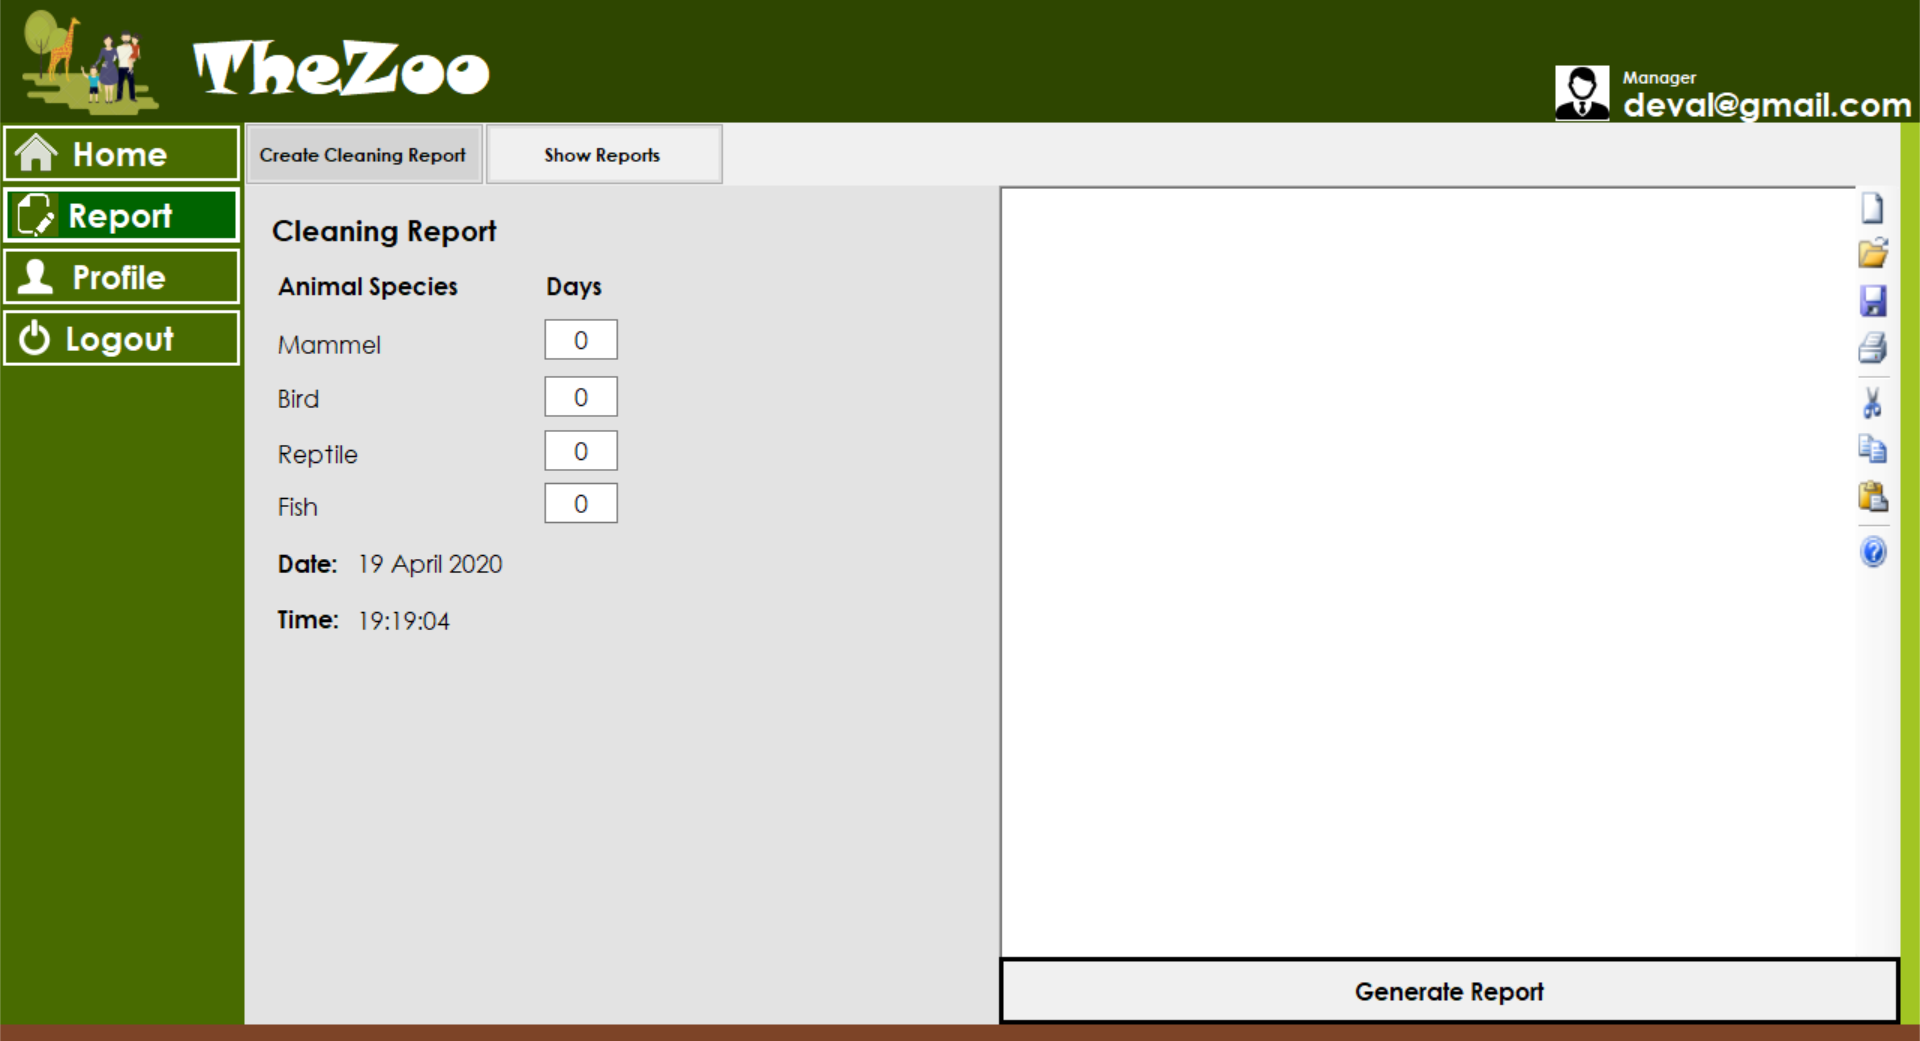 TheZoo
Manager
deval@gmail.com
Home
Report
Profile
Logout
Create Cleaning Report
Show Reports
Cleaning Report
Animal Species Days
Mammel 0
Bird 0
Reptile 0
Fish 0
Date: 19 April 2020
Time: 19:19:04
Generate Report